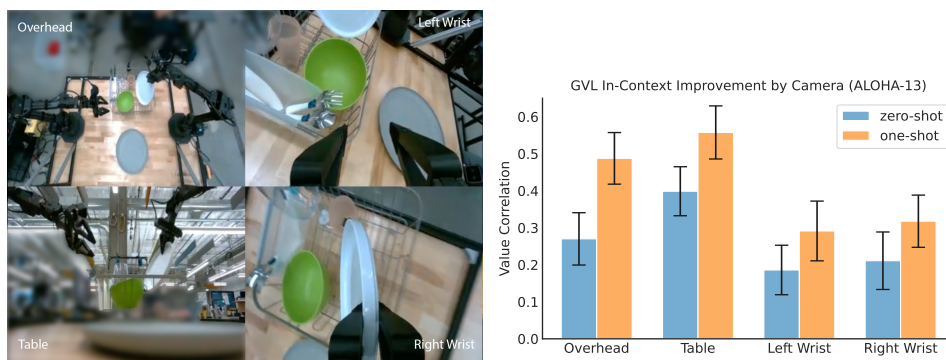 Overhead
Left Wrist
Table
Right Wrist
GVL In-Context Improvement by Camera (ALOHA-13)
zero-shot
one-shot
Value Correlation
0.6
0.5
0.4
0.3
0.2
0.1
0.0
Overhead
Table
Left Wrist
Right Wrist